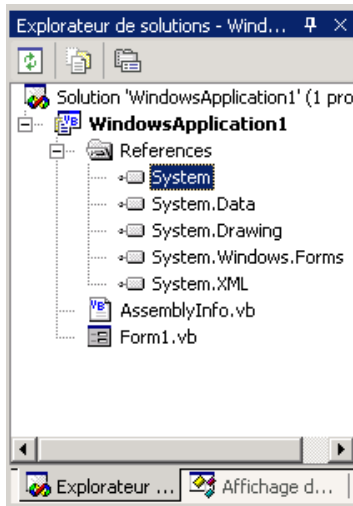 Explorateur de solutions - Wind...
Solution 'WindowsApplication1' (1 pro
WindowsApplication1
References
System
System.Data
System.Drawing
System.Windows.Forms
System.XML
AssemblyInfo.vb
Form1.vb
Explorateur ... Affichage d...